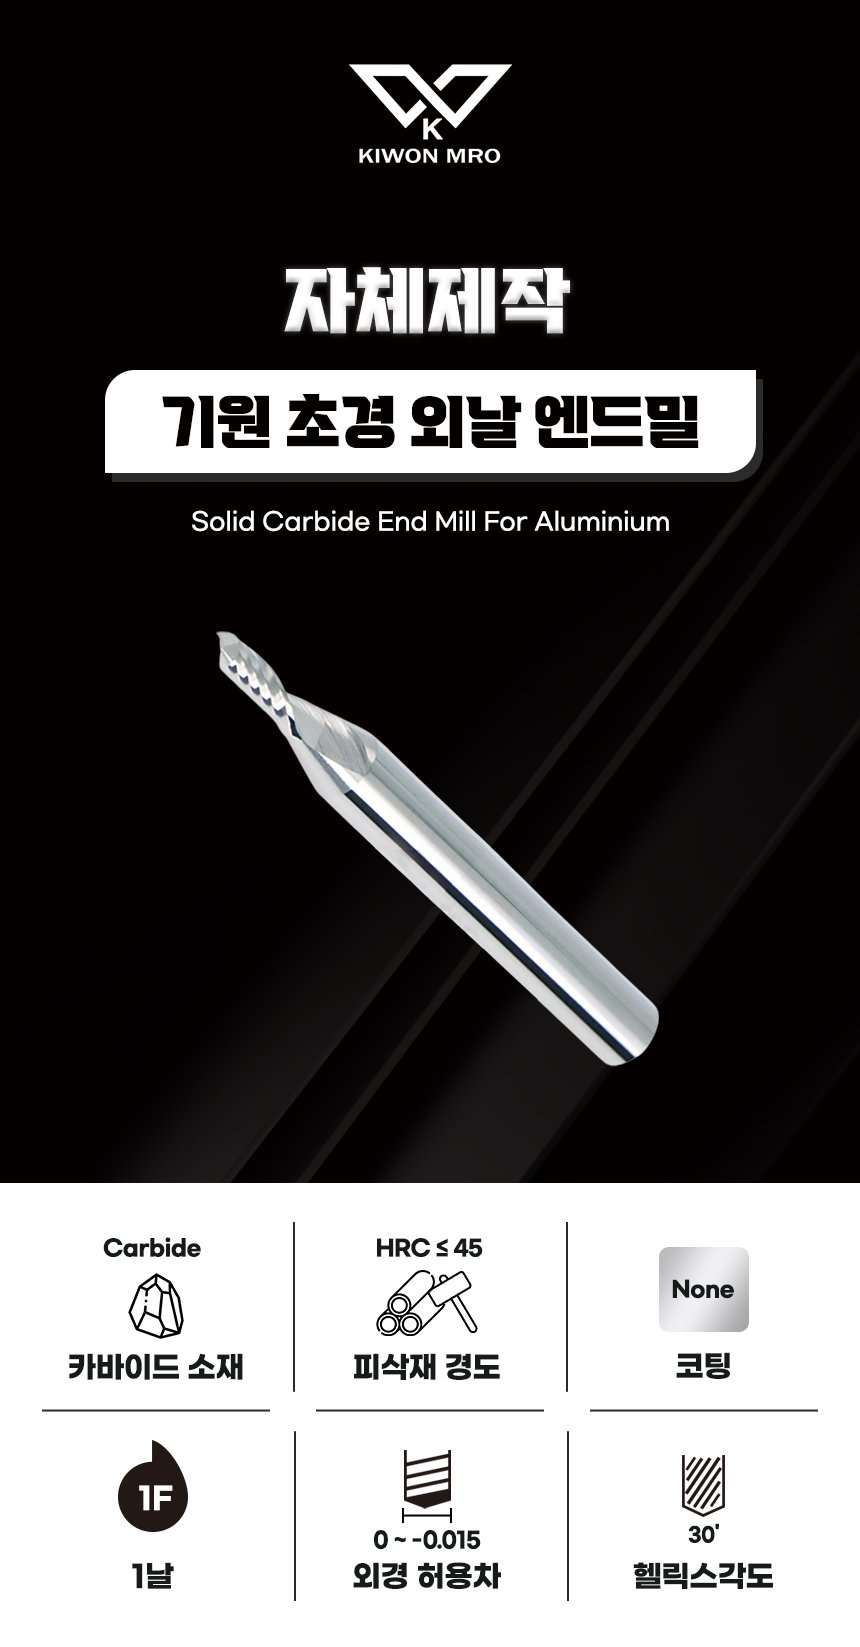 K
KIWON MRO
자체제작
기원 초경 외날 엔드밀
Solid Carbide End Mill For Aluminium
Carbide
카바이드 소재
HRC ≤ 45
피삭재 경도
None
코팅
1F
1날
0 ~ -0.015
외경 허용차
30'
헬릭스각도